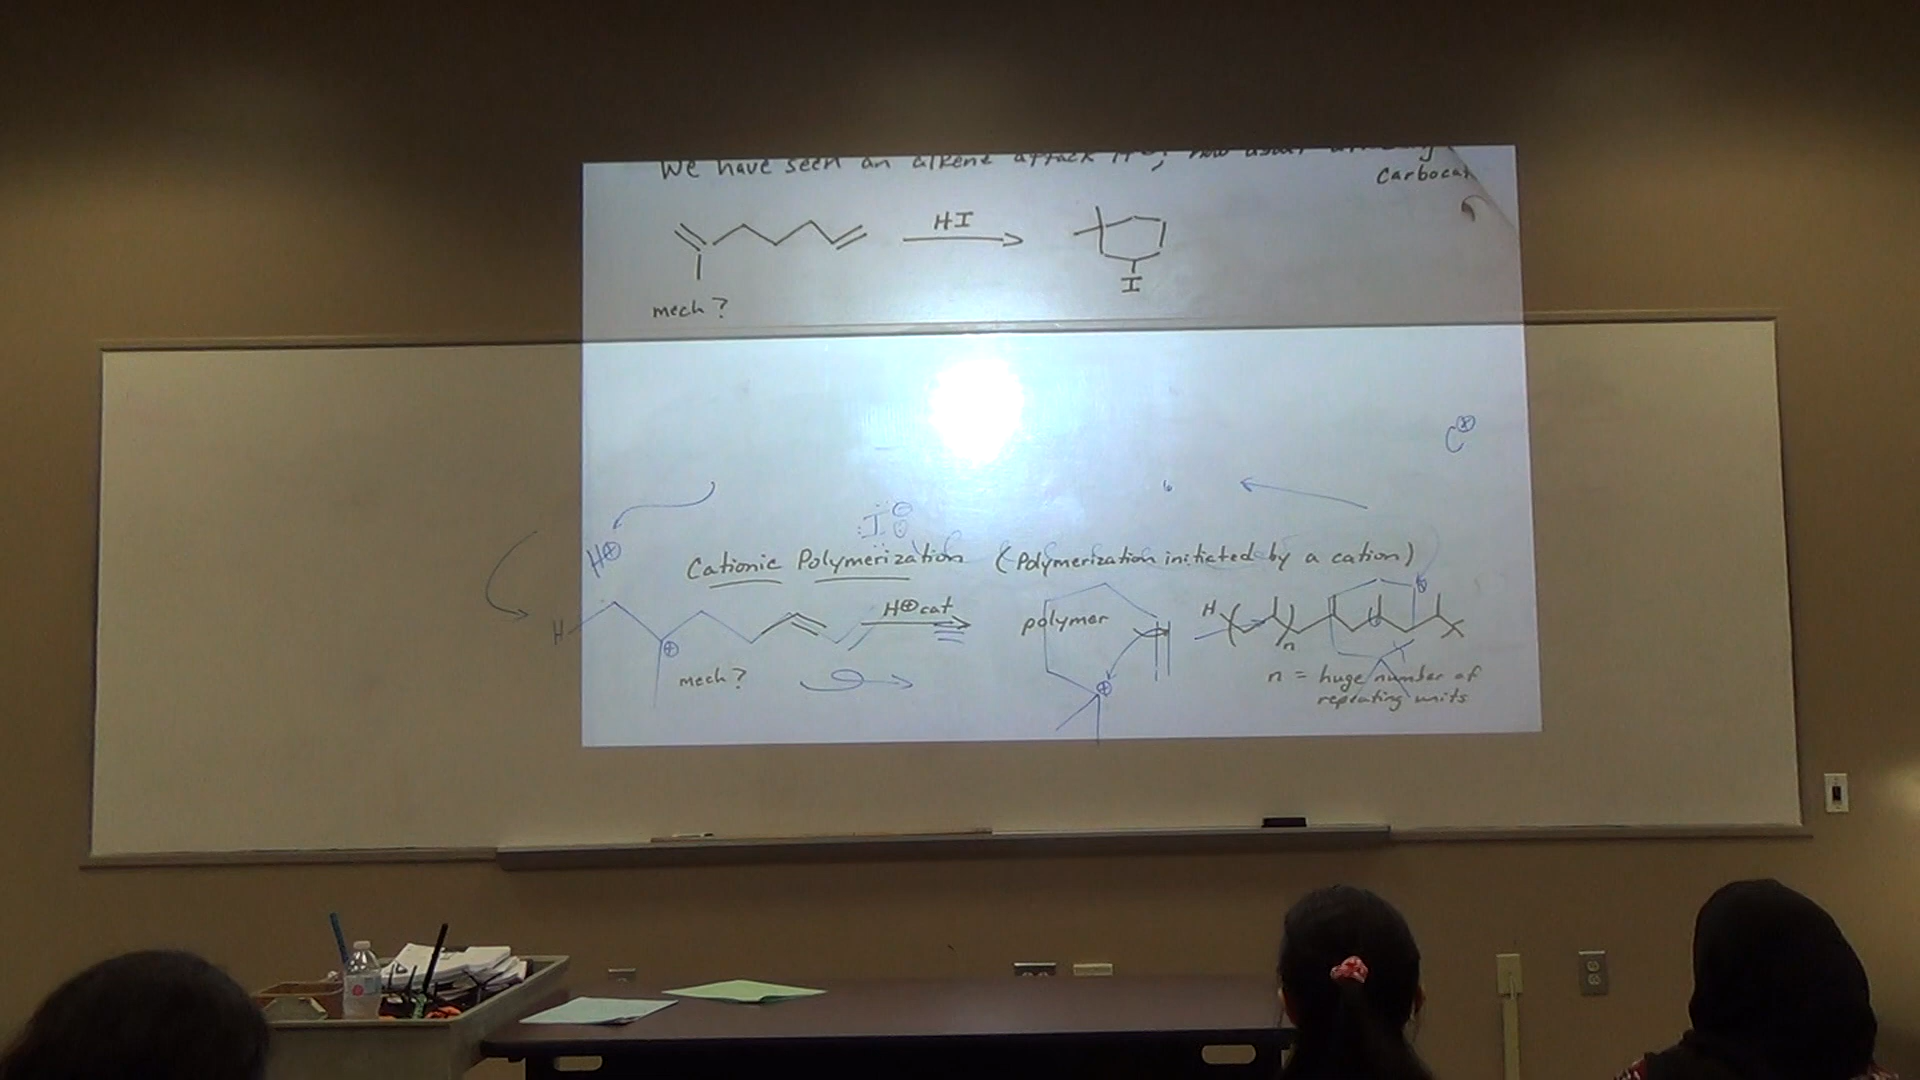 We have seen an alkene attack
Carbocat
HI
I
mech?
C⊕
I⊖
H⊕
Cationic Polymerization (Polymerization initiated by a cation)
H
⊕
H⊕ cat
polymer
H
n
⊕
mech?
⊕
n = huge number of
repeating units